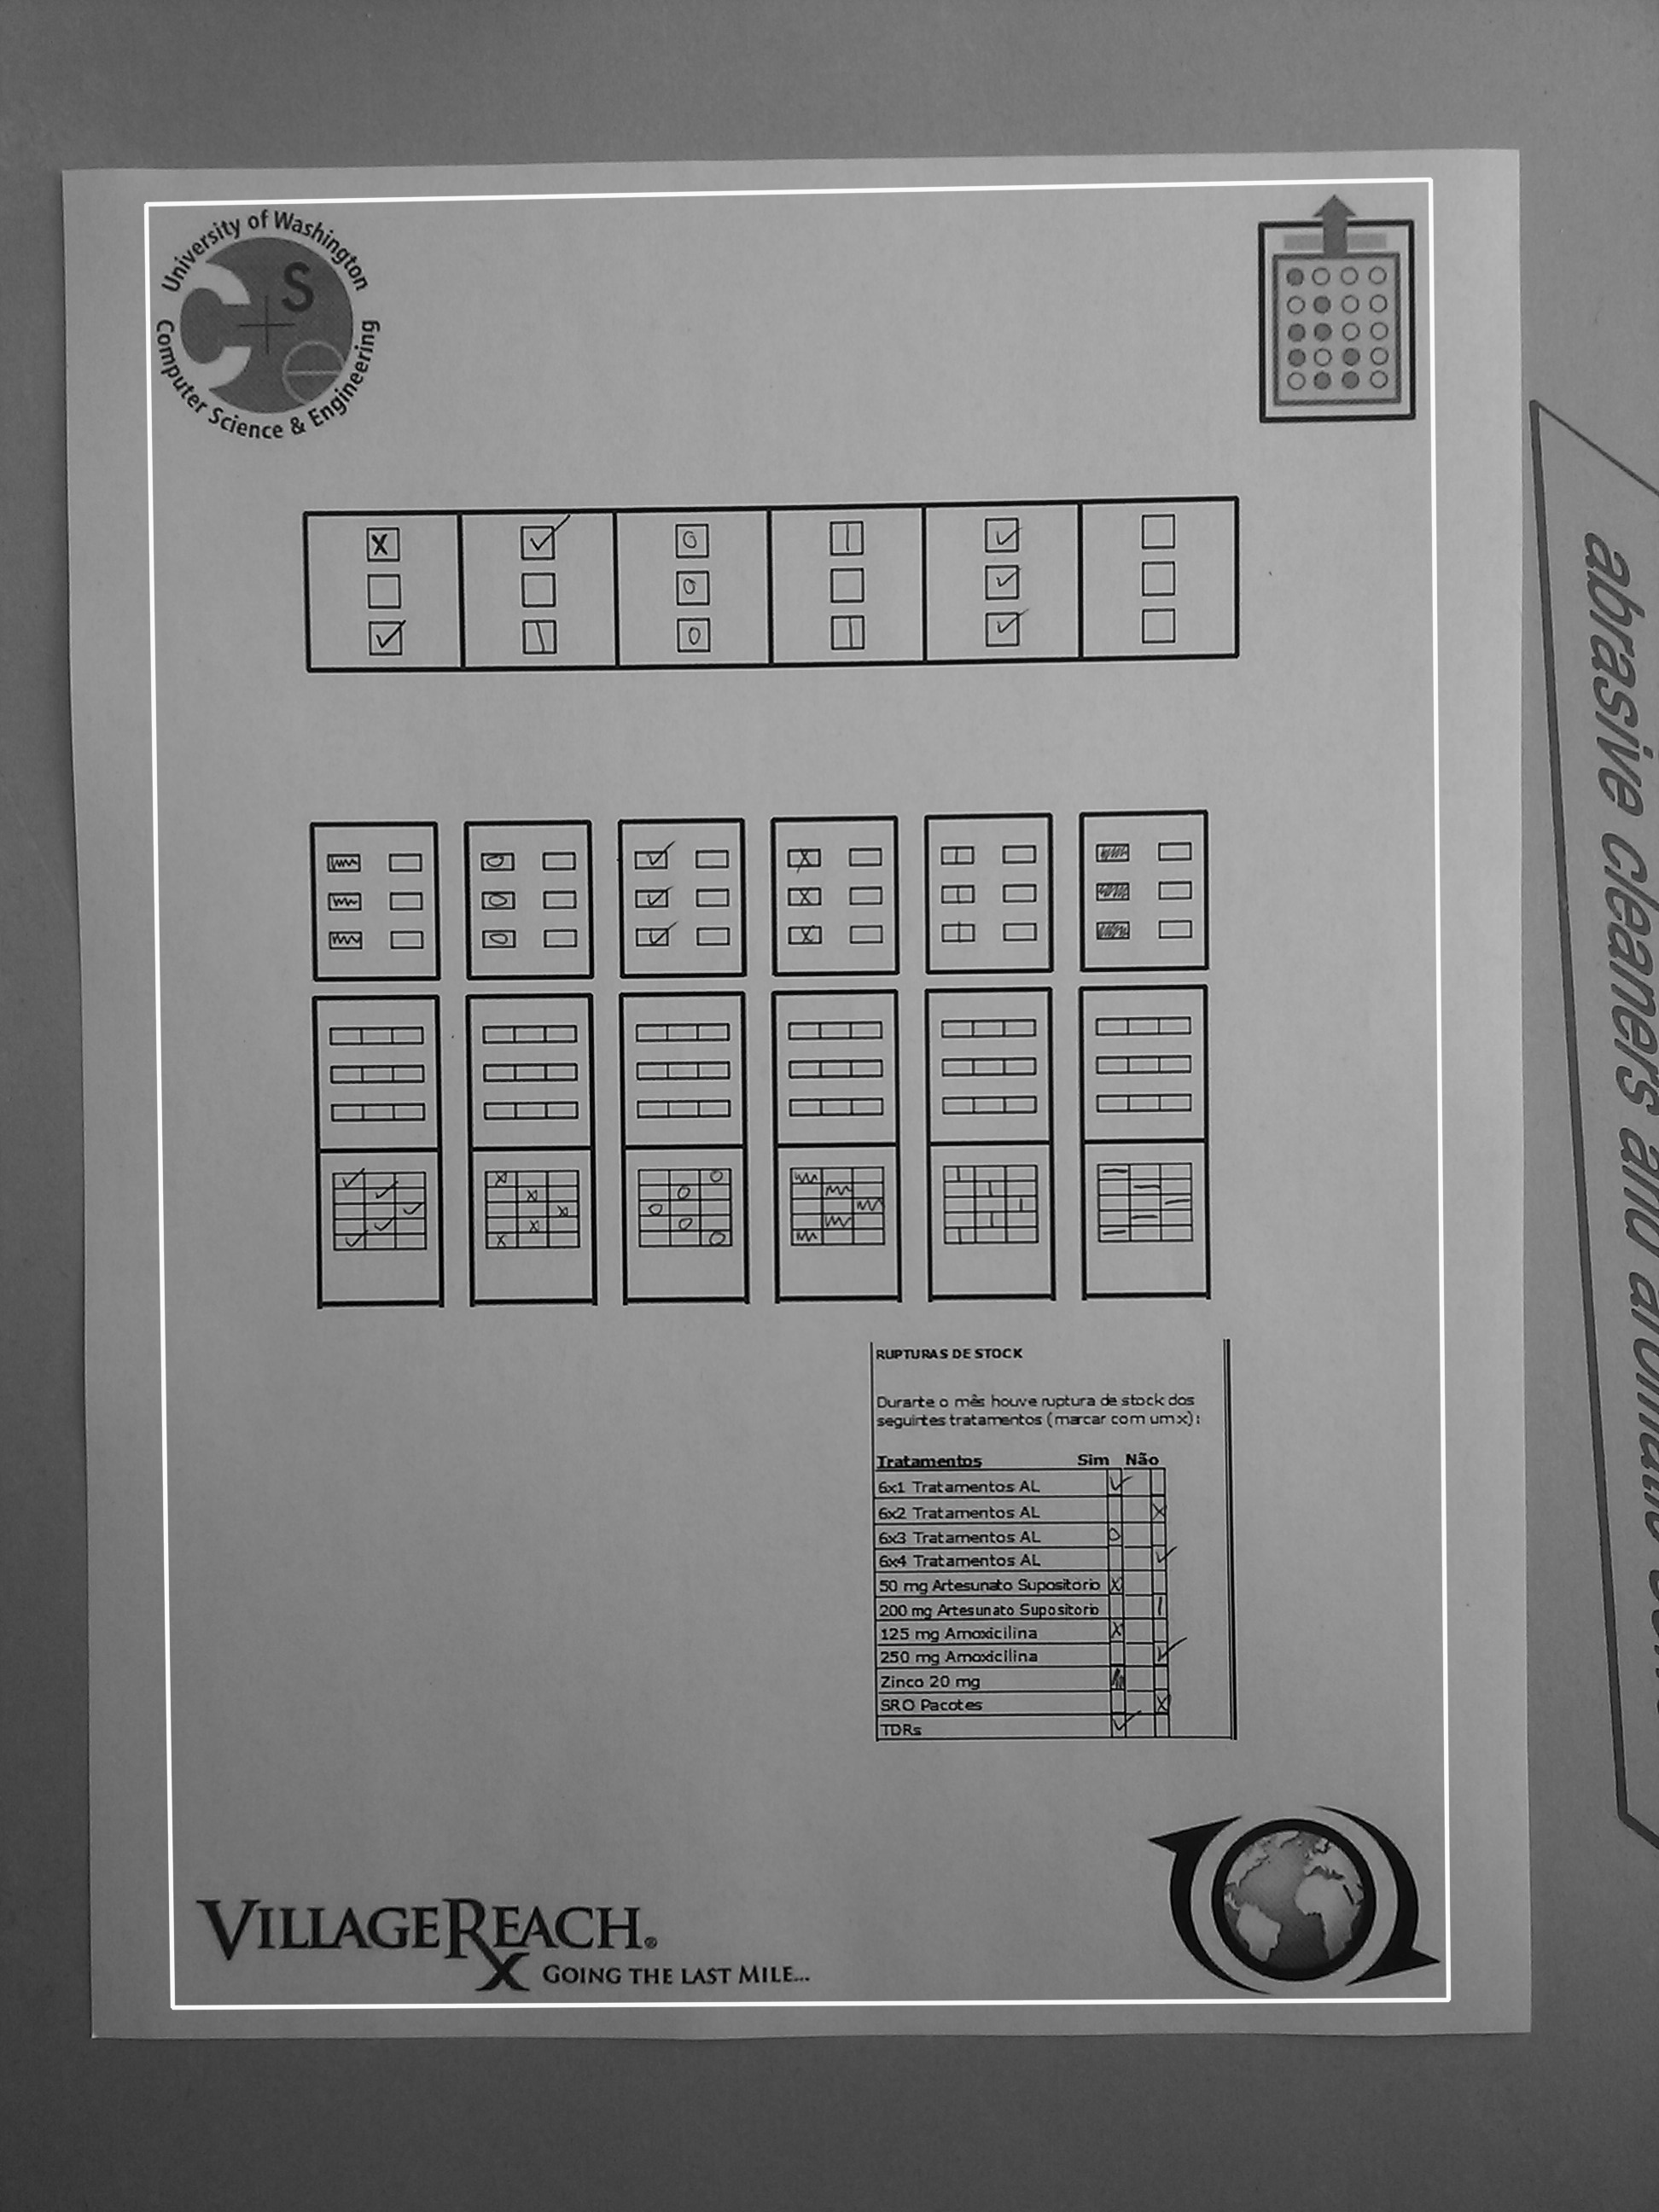 University of Washington
Computer Science & Engineering
C+S e
RUPTURAS DE STOCK
Durarte o mês houve ruptura de stock dos
seguintes tratamentos (marcar com um x):
Tratamentos Sim Não
6x1 Tratamentos AL
6x2 Tratamentos AL
6x3 Tratamentos AL
6x4 Tratamentos AL
50 mg Artesunato Supositorio
200 mg Artesunato Supositorio
125 mg Amoxicilina
250 mg Amoxicilina
Zinco 20 mg
SRO Pacotes
TDRs
VILLAGEREACH®
GOING THE LAST MILE...
abrasive cleaners and aromatic